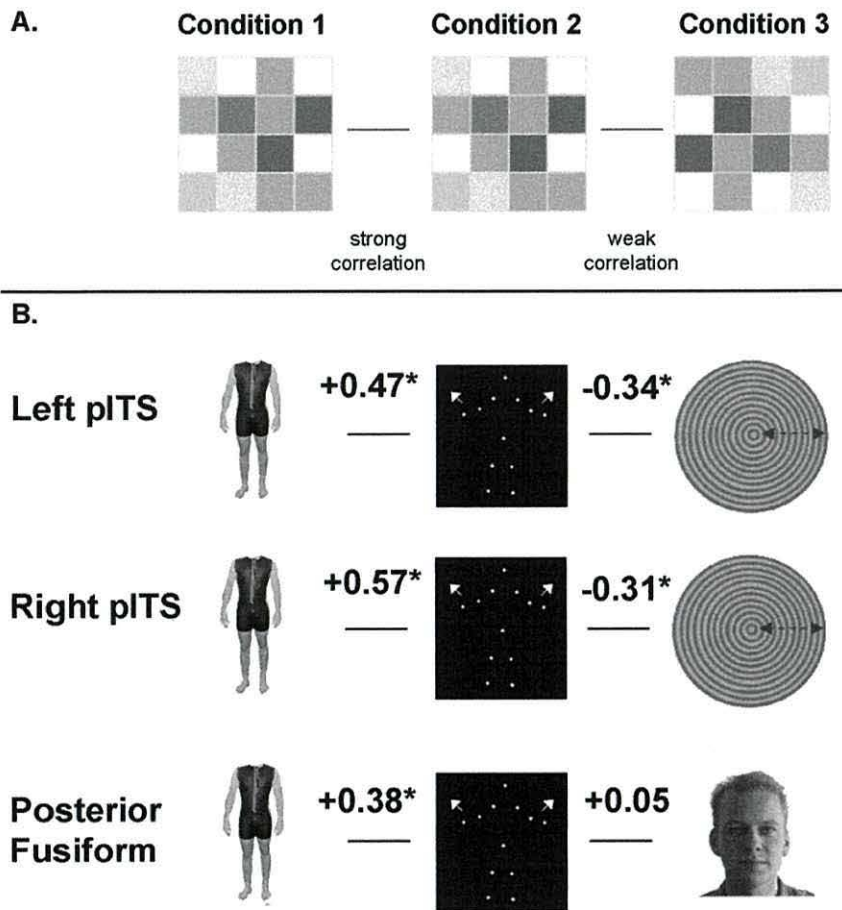 A.
Condition 1 Condition 2 Condition 3
strong correlation
weak correlation
B.
Left pITS
+0.47* -0.34*
Right pITS
+0.57* -0.31*
Posterior
Fusiform
+0.38* +0.05